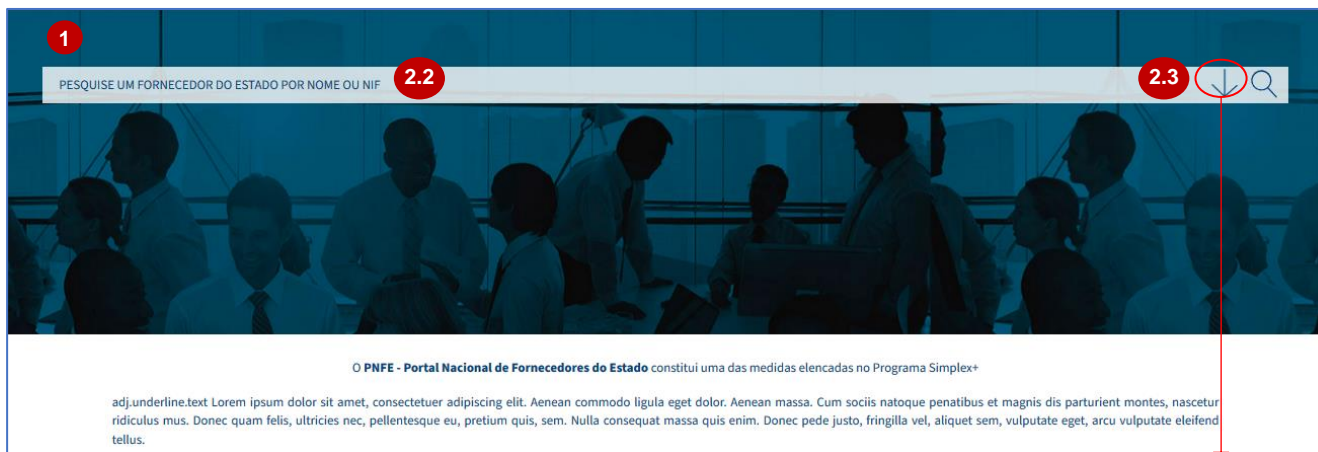 1
PESQUISE UM FORNECEDOR DO ESTADO POR NOME OU NIF 2.2 2.3
O PNFE - Portal Nacional de Fornecedores do Estado constitui uma das medidas elencadas no Programa Simplex+
adj.underline.text Lorem ipsum dolor sit amet, consectetuer adipiscing elit. Aenean commodo ligula eget dolor. Aenean massa. Cum sociis natoque penatibus et magnis dis parturient montes, nascetur
ridiculus mus. Donec quam felis, ultricies nec, pellentesque eu, pretium quis, sem. Nulla consequat massa quis enim. Donec pede justo, fringilla vel, aliquet sem, vulputate eget, arcu vulputate eleifend
tellus.